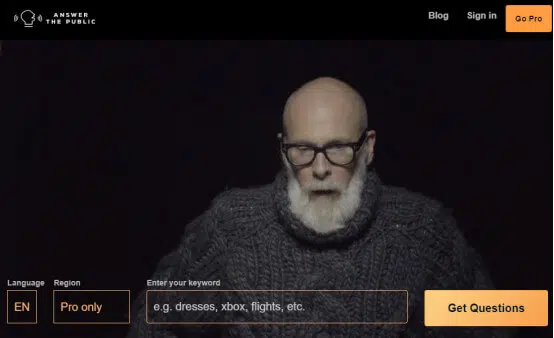 ANSWER
THE PUBLIC
Blog
Sign in
Go Pro
Language
Region
Enter your keyword
EN
Pro only
e.g. dresses, xbox, flights, etc.
Get Questions